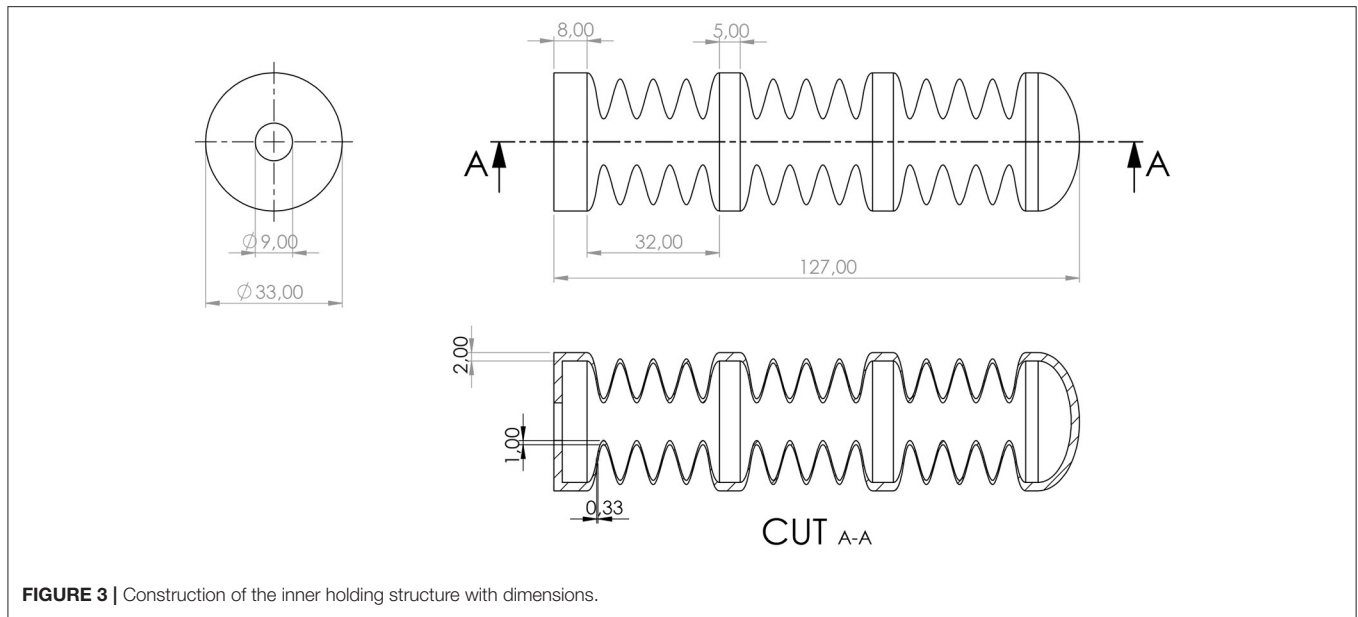 8,00
5,00
A
A
Ø9,00
32,00
Ø33,00
127,00
2,00
1,00
0,33
CUT A-A
FIGURE 3 | Construction of the inner holding structure with dimensions.